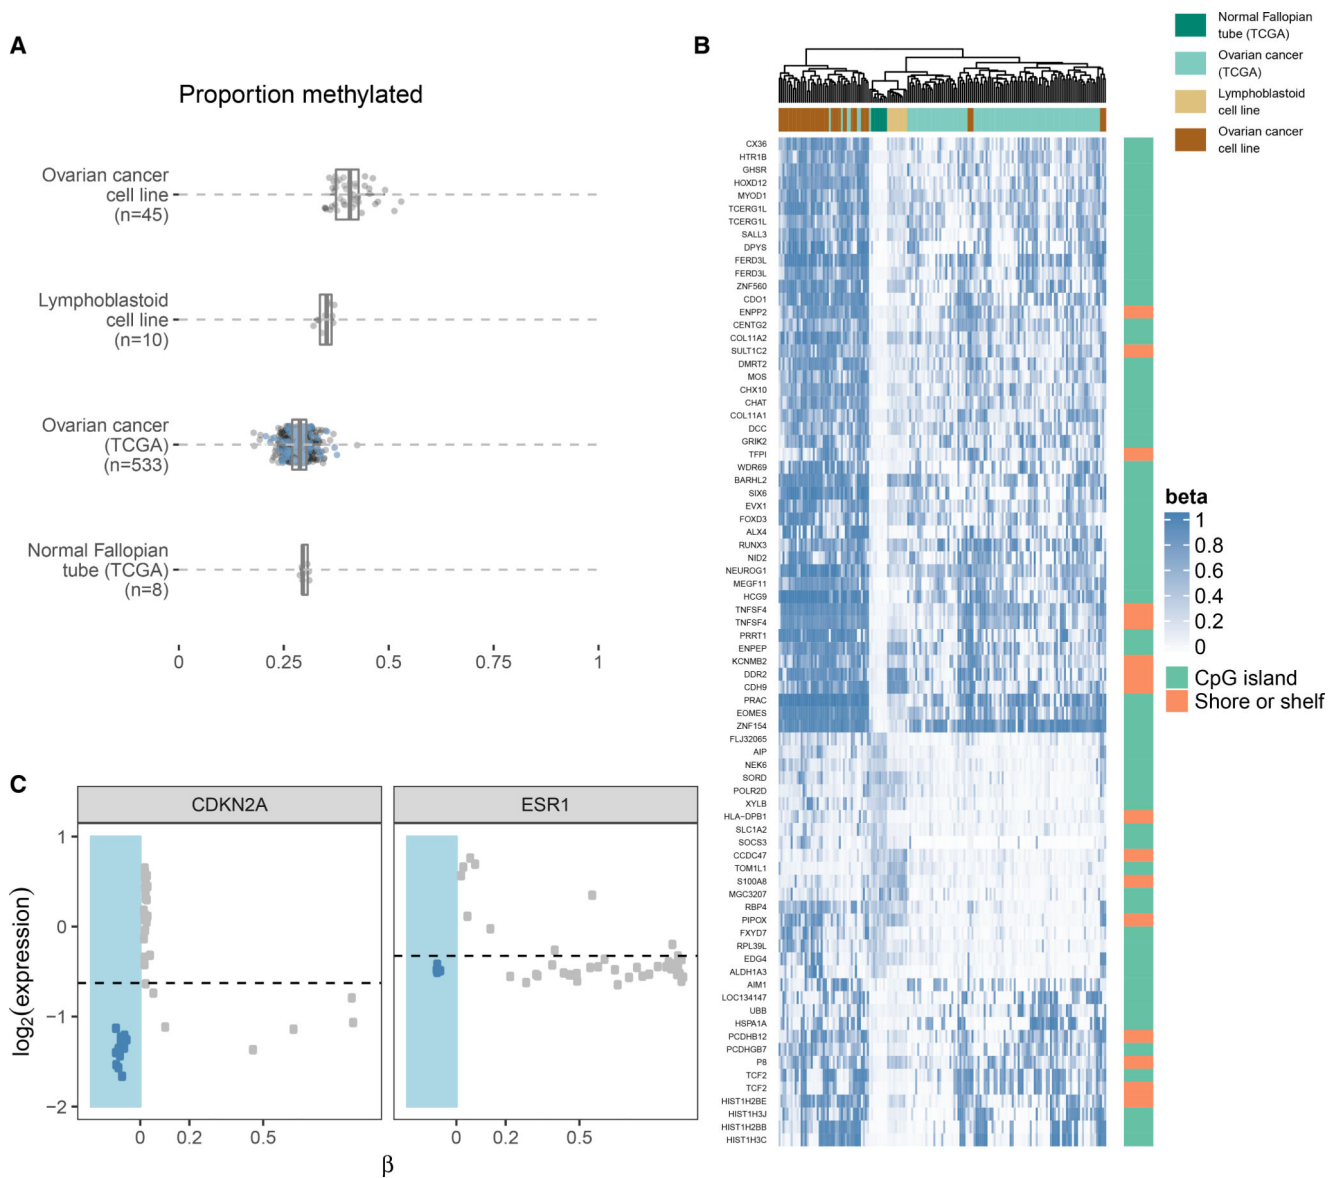 A
Proportion methylated
Ovarian cancer
cell line
(n=45)
Lymphoblastoid
cell line
(n=10)
Ovarian cancer
(TCGA)
(n=533)
Normal Fallopian
tube (TCGA)
(n=8)
0
0.25
0.5
0.75
1
B
Normal Fallopian
tube (TCGA)
Ovarian cancer
(TCGA)
Lymphoblastoid
cell line
Ovarian cancer
cell line
CX36
HTR1B
GHSR
HOXD12
MYOD1
TCERG1L
TCERG1L
SALL3
DPYS
FERD3L
FERD3L
ZNF560
CDO1
ENPP2
CENTG2
COL11A2
SULT1C2
DMRT2
MOS
CHX10
CHAT
COL11A1
DCC
GRIK2
TFPI
WDR69
BARHL2
SIX6
EVX1
FOXD3
ALX4
RUNX3
NID2
NEUROG1
MEGF11
HCG9
TNFSF4
TNFSF4
PRRT1
ENPEP
KCNMB2
DDR2
CDH9
PRAC
EOMES
ZNF154
FLJ32065
AIP
NEK6
SORD
POLR2D
XYLB
HLA−DPB1
SLC1A2
SOCS3
CCDC47
TOM1L1
S100A8
MGC3207
RBP4
PIPOX
FXYD7
RPL39L
EDG4
ALDH1A3
AIM1
LOC134147
UBB
HSPA1A
PCDHB12
PCDHGB7
P8
TCF2
TCF2
HIST1H2BE
HIST1H3J
HIST1H2BB
HIST1H3C
beta
1
0.8
0.6
0.4
0.2
0
CpG island
Shore or shelf
C
CDKN2A
ESR1
log₂(expression)
1
0
−1
−2
0
0.2
0.5
0
0.2
0.5
β